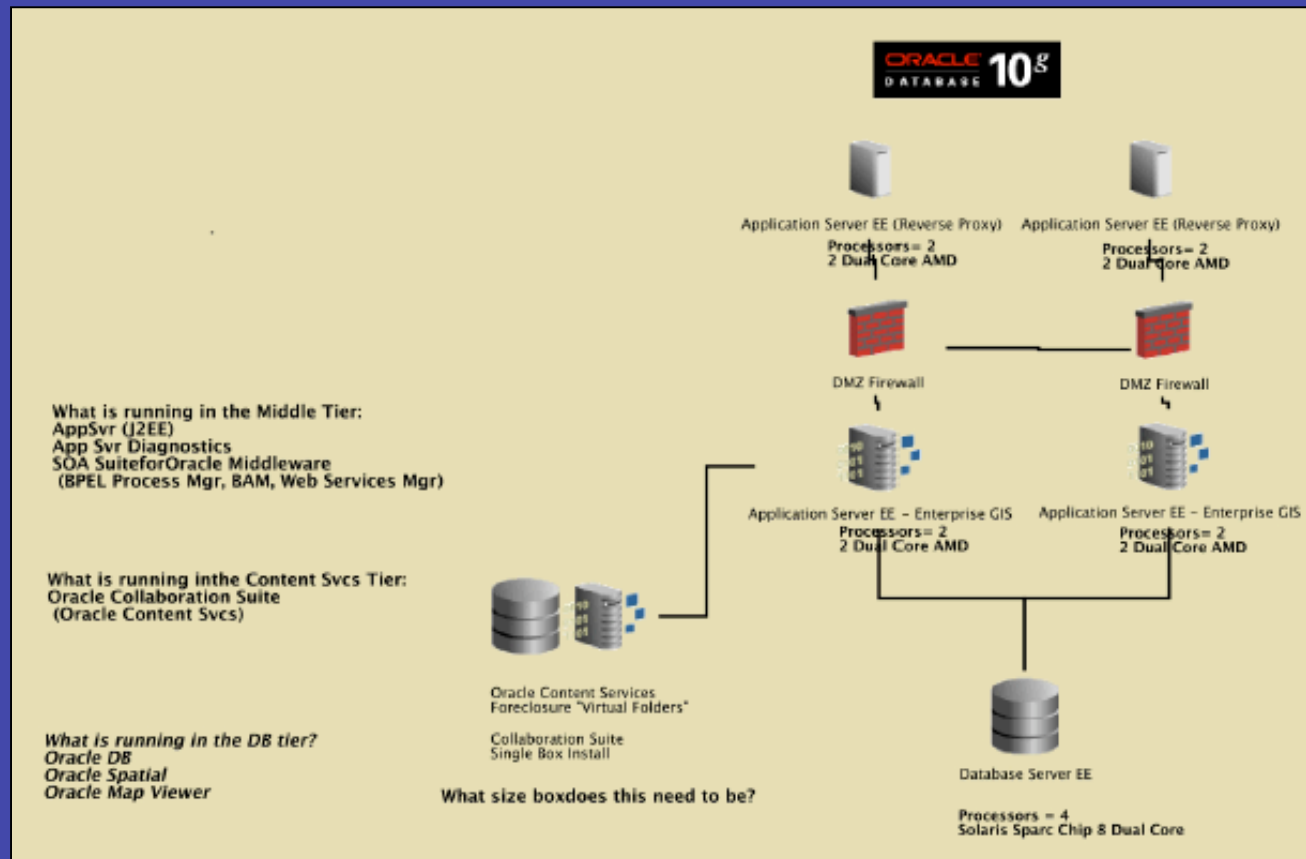 ORACLE
DATABASE 10g
Application Server EE (Reverse Proxy)
Processors= 2
2 Dual Core AMD
Application Server EE (Reverse Proxy)
Processors= 2
2 Dual Core AMD
DMZ Firewall
DMZ Firewall
What is running in the Middle Tier:
AppSvr (J2EE)
App Svr Diagnostics
SOA SuiteforOracle Middleware
(BPEL Process Mgr, BAM, Web Services Mgr)
Application Server EE - Enterprise GIS
Processors= 2
2 Dual Core AMD
Application Server EE - Enterprise GIS
Processors= 2
2 Dual Core AMD
What is running inthe Content Svcs Tier:
Oracle Collaboration Suite
(Oracle Content Svcs)
Oracle Content Services
Foreclosure "Virtual Folders"
Collaboration Suite
Single Box Install
What size boxdoes this need to be?
What is running in the DB tier?
Oracle DB
Oracle Spatial
Oracle Map Viewer
Database Server EE
Processors = 4
Solaris Sparc Chip 8 Dual Core